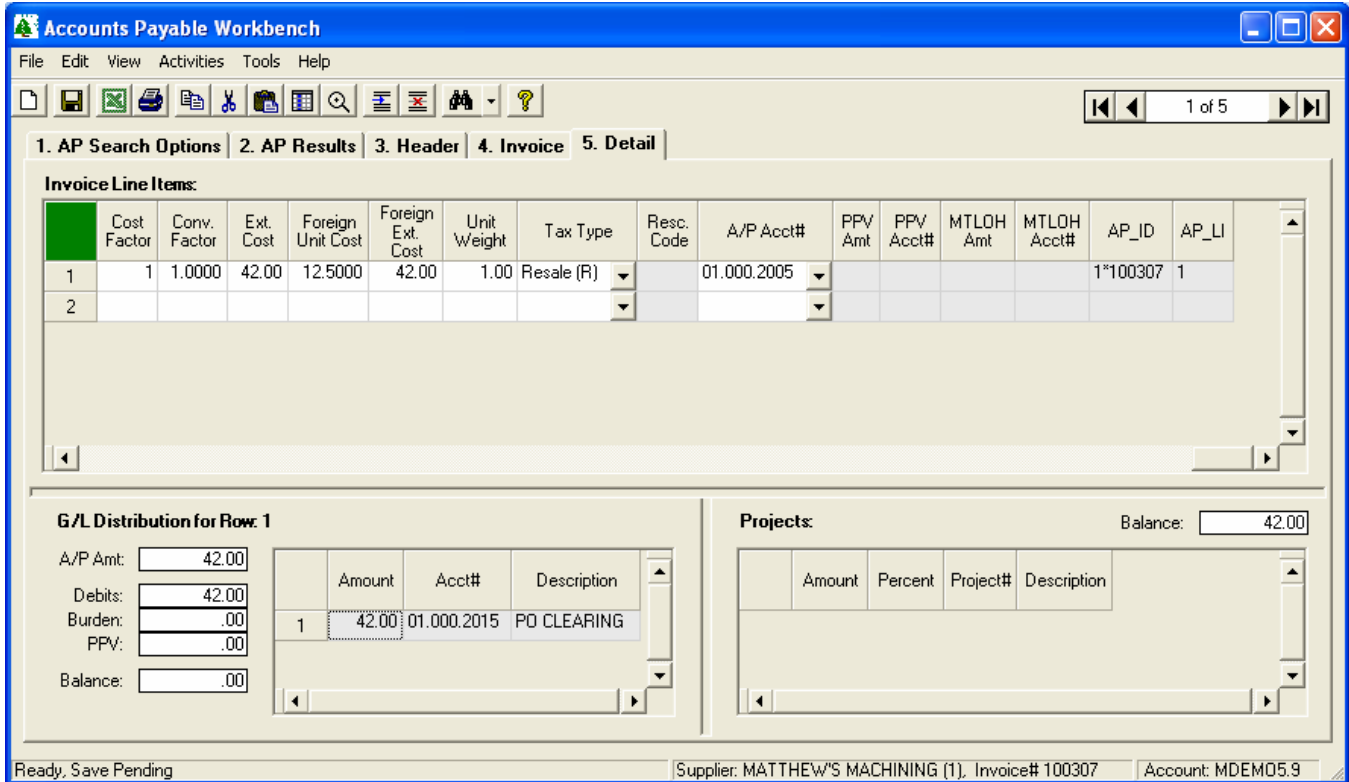 Accounts Payable Workbench
File Edit View Activities Tools Help
1 of 5
1. AP Search Options 2. AP Results 3. Header 4. Invoice 5. Detail
Invoice Line Items:
Cost Factor Conv. Factor Ext. Cost Foreign Unit Cost Foreign Ext. Cost Unit Weight Tax Type Resc. Code A/P Acct# PPV Amt PPV Acct# MTLOH Amt MTLOH Acct# AP_ID AP_LI
1 1 1.0000 42.00 12.5000 42.00 1.00 Resale (R) 01.000.2005 1*100307 1
2
G/L Distribution for Row: 1
A/P Amt: 42.00
Debits: 42.00
Burden: .00
PPV: .00
Balance: .00
Amount Acct# Description
1 42.00 01.000.2015 PO CLEARING
Projects: Balance: 42.00
Amount Percent Project# Description
Ready, Save Pending Supplier: MATTHEW'S MACHINING (1), Invoice# 100307 Account: MDEMO5.9